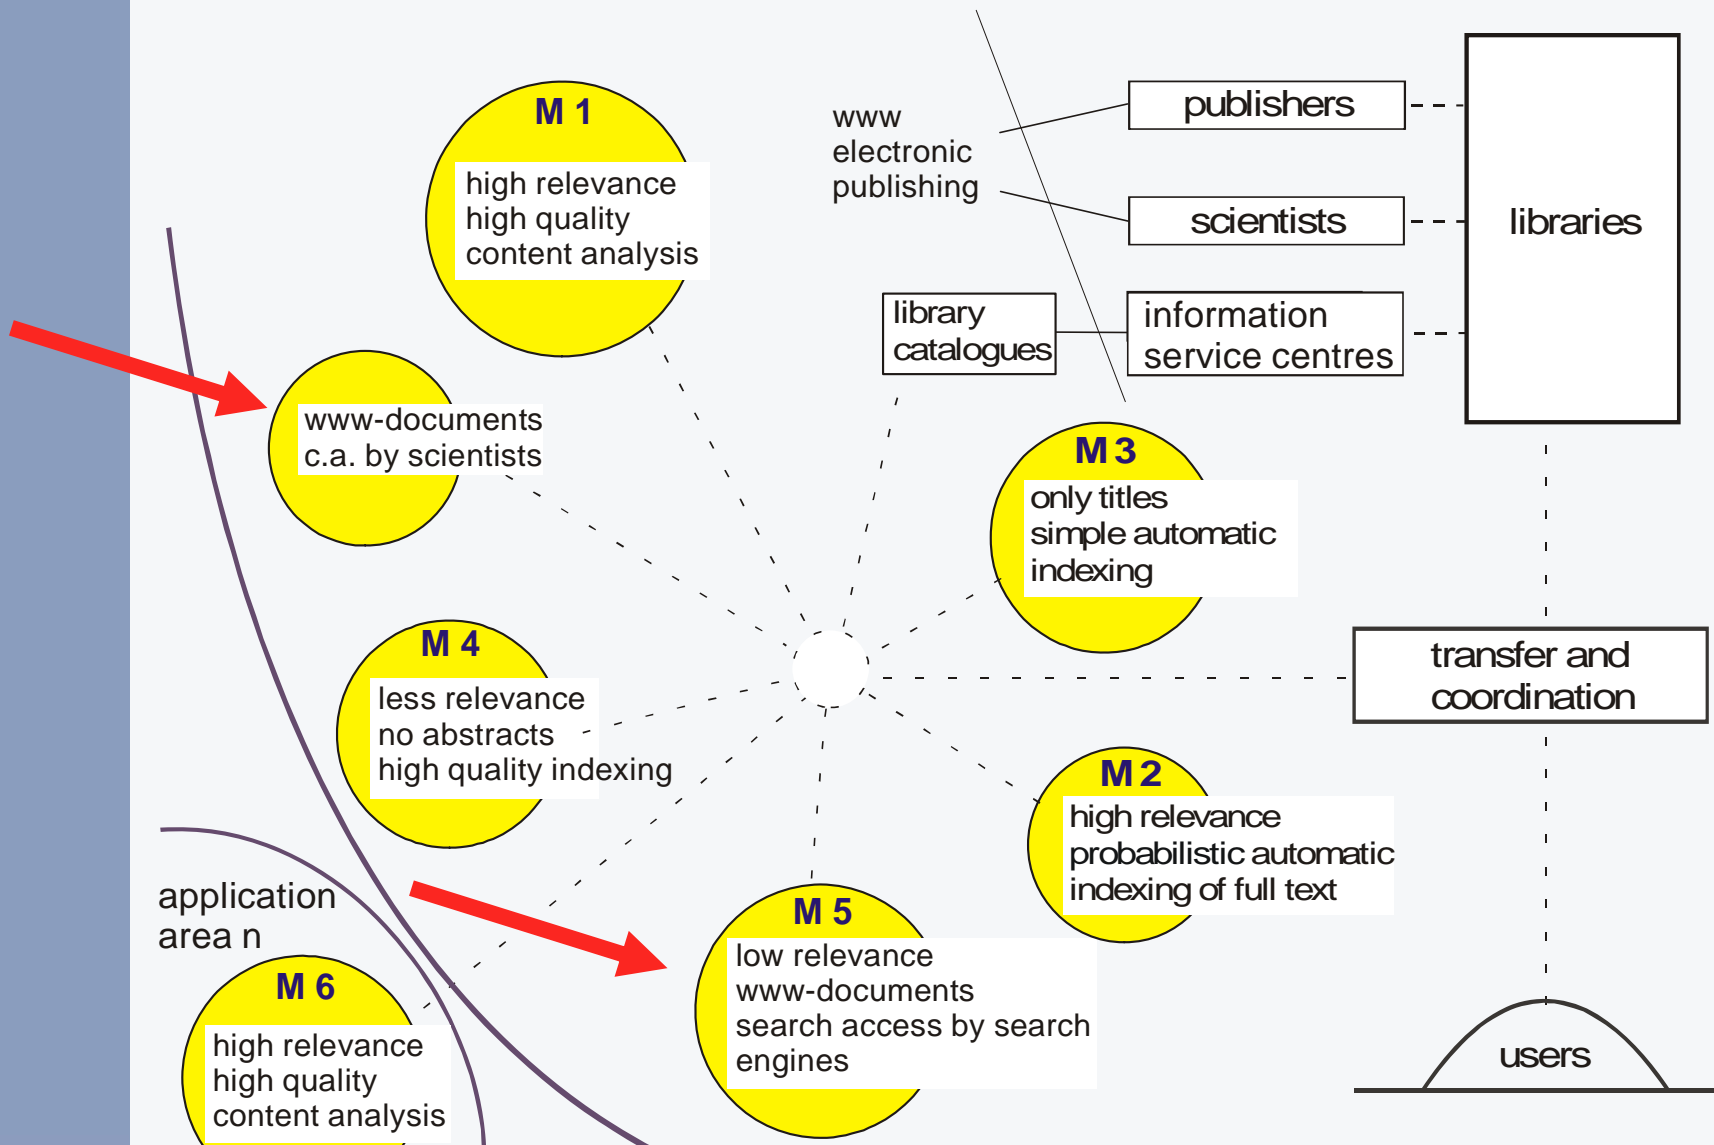 M 1
high relevance
high quality
content analysis
www
electronic
publishing
publishers
scientists
libraries
library
catalogues
information
service centres
www-documents
c.a. by scientists
M 3
only titles
simple automatic
indexing
M 4
less relevance
no abstracts
high quality indexing
transfer and
coordination
M 2
high relevance
probabilistic automatic
indexing of full text
application
area n
M 5
low relevance
www-documents
search access by search
engines
M 6
high relevance
high quality
content analysis
users